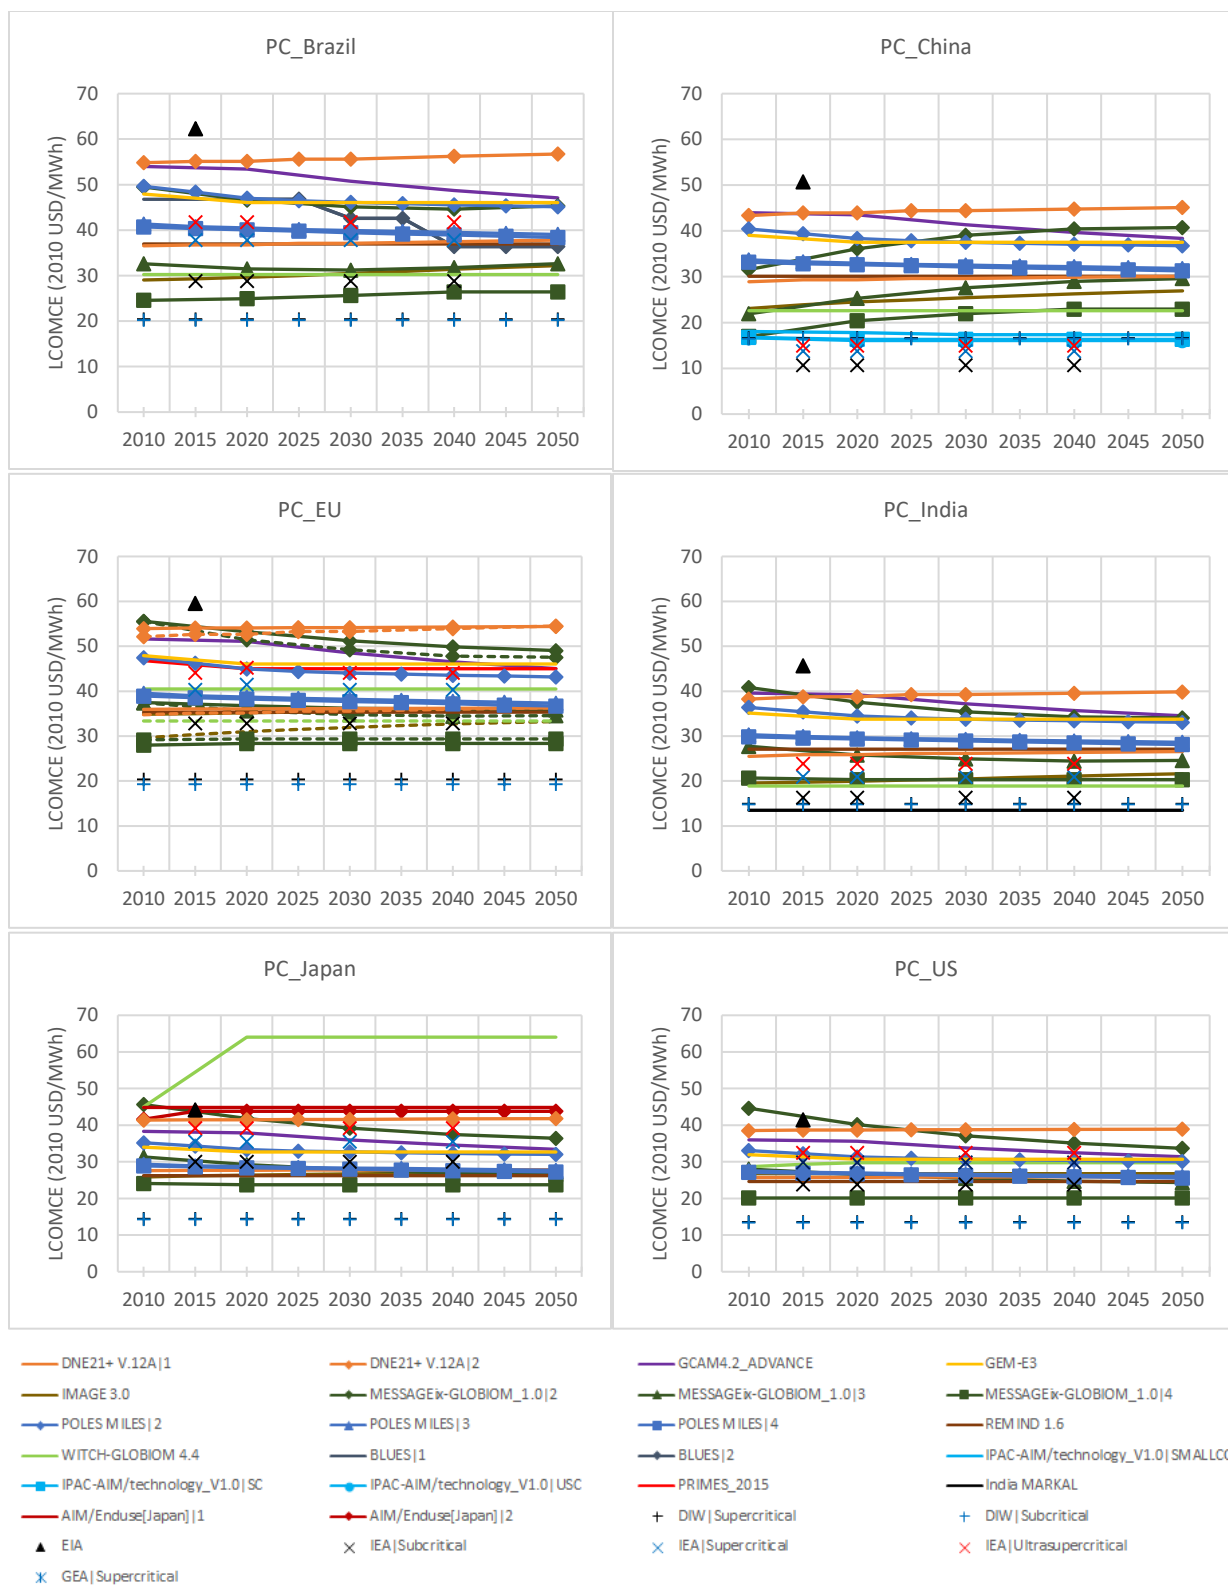 PC_Brazil
LCOMCE (2010 USD/MWh)
70
60
50
40
30
20
10
0
2010 2015 2020 2025 2030 2035 2040 2045 2050
PC_China
LCOMCE (2010 USD/MWh)
70
60
50
40
30
20
10
0
2010 2015 2020 2025 2030 2035 2040 2045 2050
PC_EU
LCOMCE (2010 USD/MWh)
70
60
50
40
30
20
10
0
2010 2015 2020 2025 2030 2035 2040 2045 2050
PC_India
LCOMCE (2010 USD/MWh)
70
60
50
40
30
20
10
0
2010 2015 2020 2025 2030 2035 2040 2045 2050
PC_Japan
LCOMCE (2010 USD/MWh)
70
60
50
40
30
20
10
0
2010 2015 2020 2025 2030 2035 2040 2045 2050
PC_US
LCOMCE (2010 USD/MWh)
70
60
50
40
30
20
10
0
2010 2015 2020 2025 2030 2035 2040 2045 2050
DNE21+ V.12A|1 DNE21+ V.12A|2 GCAM4.2_ADVANCE GEM-E3
IMAGE 3.0 MESSAGEix-GLOBIOM_1.0|2 MESSAGEix-GLOBIOM_1.0|3 MESSAGEix-GLOBIOM_1.0|4
POLES MILES|2 POLES MILES|3 POLES MILES|4 REMIND 1.6
WITCH-GLOBIOM 4.4 BLUES|1 BLUES|2 IPAC-AIM/technology_V1.0|SMALLCO
IPAC-AIM/technology_V1.0|SC IPAC-AIM/technology_V1.0|USC PRIMES_2015 India MARKAL
AIM/Enduse[Japan]|1 AIM/Enduse[Japan]|2 DIW|Supercritical DIW|Subcritical
EIA IEA|Subcritical IEA|Supercritical IEA|Ultrasupercritical
GEA|Supercritical